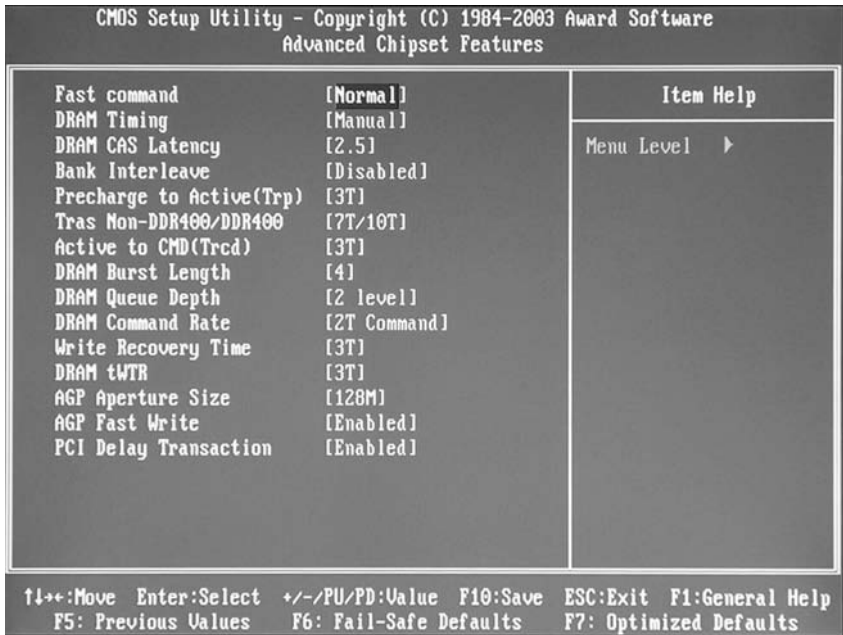 CMOS Setup Utility - Copyright (C) 1984-2003 Award Software
Advanced Chipset Features
Fast command [Normal]
DRAM Timing [Manual]
DRAM CAS Latency [2.5]
Bank Interleave [Disabled]
Precharge to Active(Trp) [3T]
Tras Non-DDR400/DDR400 [7T/10T]
Active to CMD(Trcd) [3T]
DRAM Burst Length [4]
DRAM Queue Depth [2 level]
DRAM Command Rate [2T Command]
Write Recovery Time [3T]
DRAM tWTR [3T]
AGP Aperture Size [128M]
AGP Fast Write [Enabled]
PCI Delay Transaction [Enabled]
Item Help
Menu Level ▶
↑↓→←:Move Enter:Select +/-/PU/PD:Value F10:Save ESC:Exit F1:General Help
F5: Previous Values F6: Fail-Safe Defaults F7: Optimized Defaults